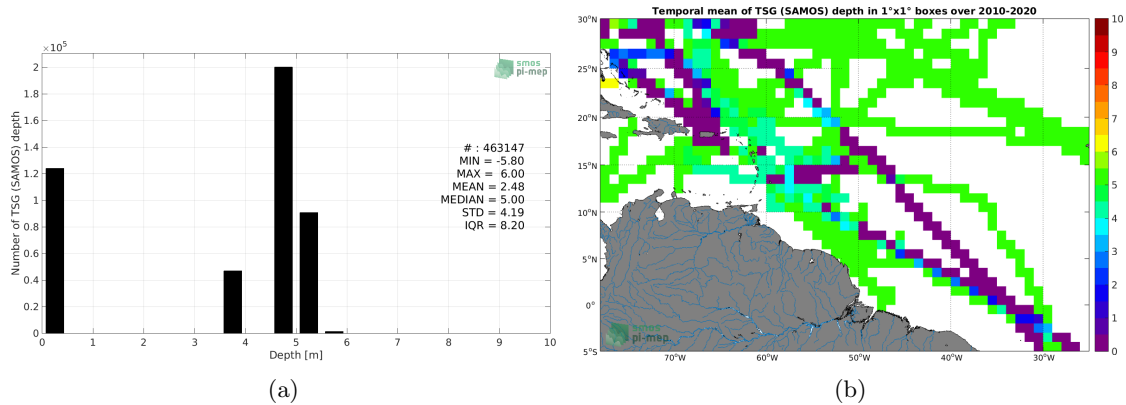 ×10^5
2
1.8
1.6
1.4
1.2
1
0.8
0.6
0.4
0.2
0
Number of TSG (SAMOS) depth
0 1 2 3 4 5 6 7 8 9 10
Depth [m]
smos
pi-mep
# : 463147
MIN = -5.80
MAX = 6.00
MEAN = 2.48
MEDIAN = 5.00
STD = 4.19
IQR = 8.20
(a)
Temporal mean of TSG (SAMOS) depth in 1°x1° boxes over 2010-2020
30°N
25°N
20°N
15°N
10°N
5°N
0°
5°S
70°W 60°W 50°W 40°W 30°W
smos
pi-mep
10
9
8
7
6
5
4
3
2
1
0
(b)